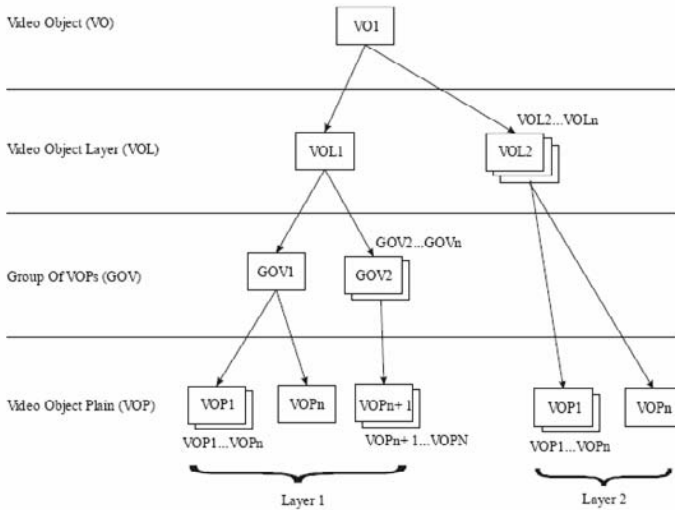 Video Object (VO)
VO1
VOL2...VOLn
Video Object Layer (VOL)
VOL1
VOL2
GOV2...GOVn
Group Of VOPs (GOV)
GOV1
GOV2
Video Object Plain (VOP)
VOP1
VOPn
VOPn+ 1
VOP1
VOPn
VOP1...VOPn
VOPn+ 1...VOPN
VOP1...VOPn
Layer 1
Layer 2